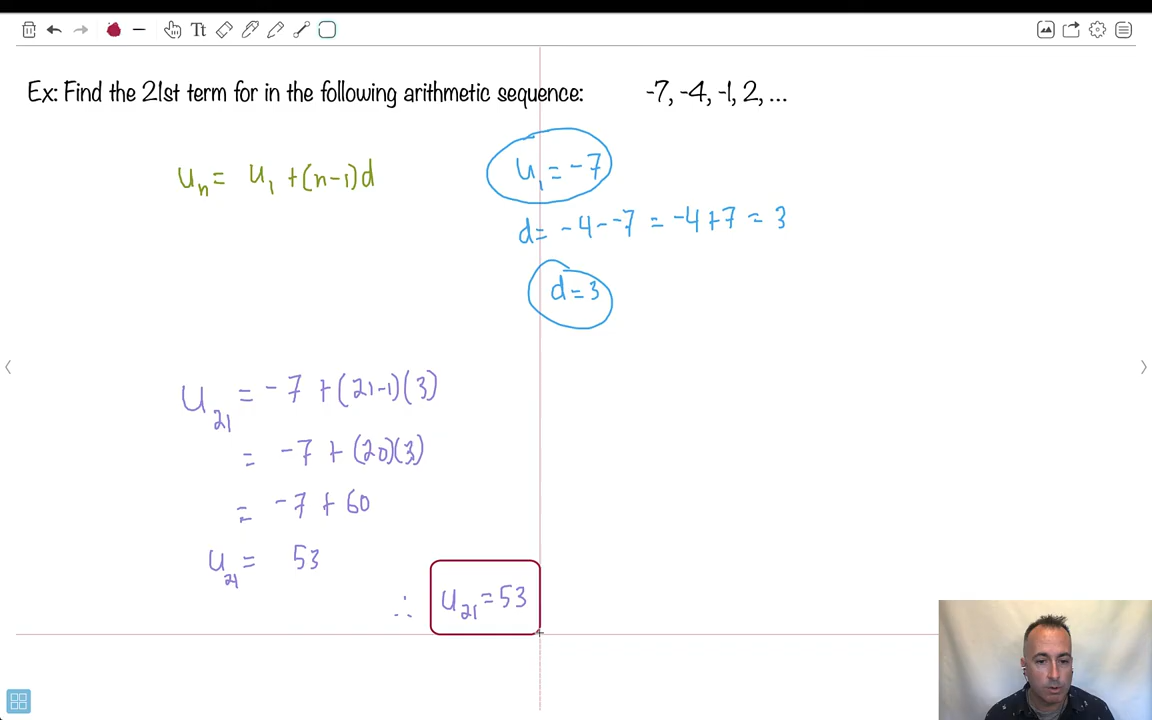 Tt
Ex: Find the 21st term for in the following arithmetic sequence: -7, -4, -1, 2, ...
uₙ = u₁ + (n-1)d
u₁ = -7
d = -4 - -7 = -4 + 7 = 3
d = 3
u₂₁ = -7 + (21-1)(3)
= -7 + (20)(3)
= -7 + 60
u₂₁ = 53
∴ u₂₁ = 53